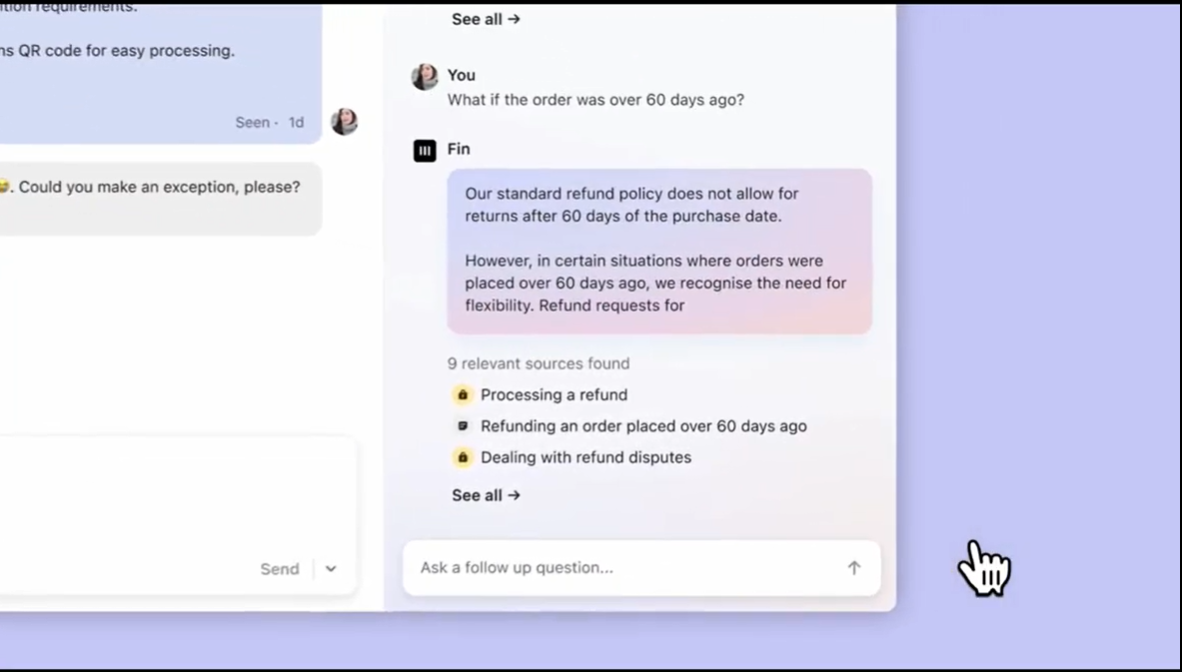 requirements.
QR code for easy processing.
Seen · 1d
. Could you make an exception, please?
Send
See all →
You
What if the order was over 60 days ago?
Fin
Our standard refund policy does not allow for
returns after 60 days of the purchase date.
However, in certain situations where orders were
placed over 60 days ago, we recognise the need for
flexibility. Refund requests for
9 relevant sources found
Processing a refund
Refunding an order placed over 60 days ago
Dealing with refund disputes
See all →
Ask a follow up question...